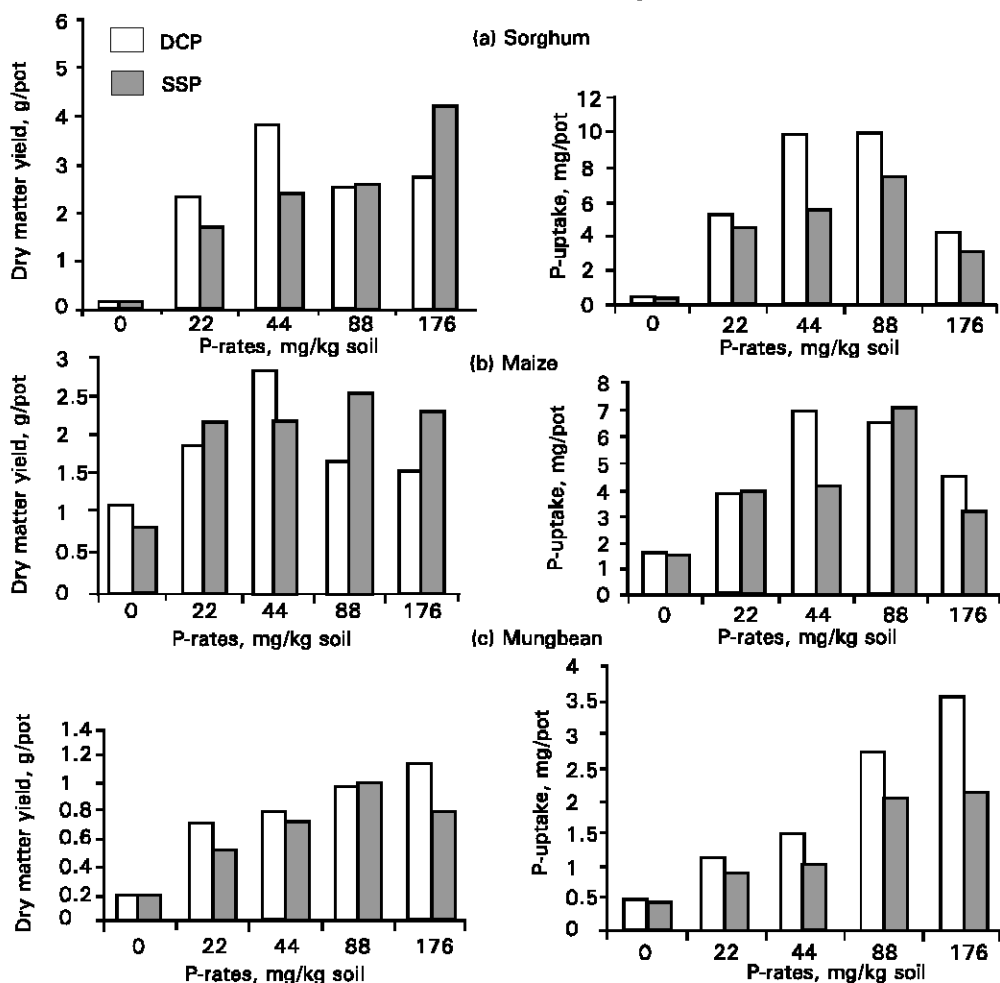 (a) Sorghum
DCP
SSP
Dry matter yield, g/pot
6
5
4
3
2
1
0
0 22 44 88 176
P-rates, mg/kg soil
P-uptake, mg/pot
12
10
8
6
4
2
0
0 22 44 88 176
P-rates, mg/kg soil
(b) Maize
Dry matter yield, g/pot
3
2.5
2
1.5
1
0.5
0
0 22 44 88 176
P-rates, mg/kg soil
P-uptake, mg/pot
8
7
6
5
4
3
2
1
0
0 22 44 88 176
P-rates, mg/kg soil
(c) Mungbean
Dry matter yield, g/pot
1.4
1.2
1
0.8
0.6
0.4
0.2
0
0 22 44 88 176
P-rates, mg/kg soil
P-uptake, mg/pot
4
3.5
3
2.5
2
1.5
1
0.5
0
0 22 44 88 176
P-rates, mg/kg soil